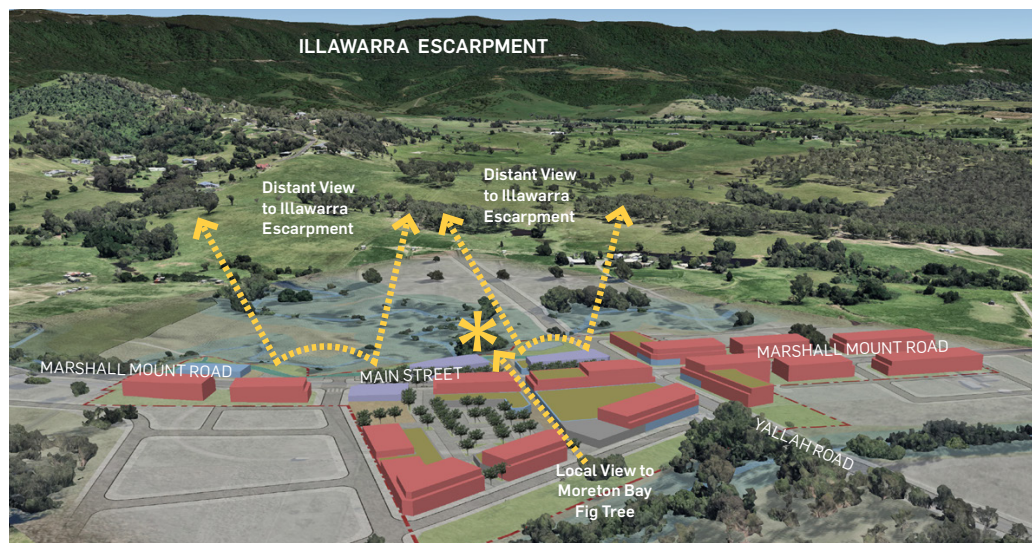 ILLAWARRA ESCARPMENT
Distant View
to Illawarra
Escarpment
Distant View
to Illawarra
Escarpment
MARSHALL MOUNT ROAD
MAIN STREET
MARSHALL MOUNT ROAD
YALLAH ROAD
Local View to
Moreton Bay
Fig Tree